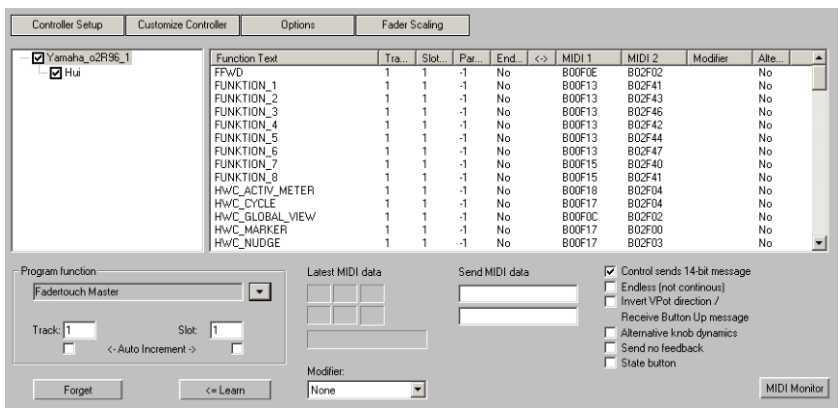 Controller Setup Customize Controller Options Fader Scaling
Yamaha_o2R96_1
Hui
Function Text Tra... Slot... Par... End... <-> MIDI 1 MIDI 2 Modifier Alte...
FFWD 1 1 -1 No B00F0E B02F02 No
FUNKTION_1 1 1 -1 No B00F13 B02F41 No
FUNKTION_2 1 1 -1 No B00F13 B02F43 No
FUNKTION_3 1 1 -1 No B00F13 B02F46 No
FUNKTION_4 1 1 -1 No B00F13 B02F42 No
FUNKTION_5 1 1 -1 No B00F13 B02F44 No
FUNKTION_6 1 1 -1 No B00F13 B02F47 No
FUNKTION_7 1 1 -1 No B00F15 B02F40 No
FUNKTION_8 1 1 -1 No B00F15 B02F41 No
HWC_ACTIV_METER 1 1 -1 No B00F18 B02F04 No
HWC_CYCLE 1 1 -1 No B00F17 B02F04 No
HWC_GLOBAL_VIEW 1 1 -1 No B00F0C B02F02 No
HWC_MARKER 1 1 -1 No B00F17 B02F00 No
HWC_NUDGE 1 1 -1 No B00F17 B02F03 No
Program function
Fadertouch Master
Track: 1 Slot: 1
<- Auto Increment ->
Forget <= Learn
Latest MIDI data
Modifier:
None
Send MIDI data
Control sends 14-bit message
Endless (not continous)
Invert VPot direction /
Receive Button Up message
Alternative knob dynamics
Send no feedback
State button
MIDI Monitor